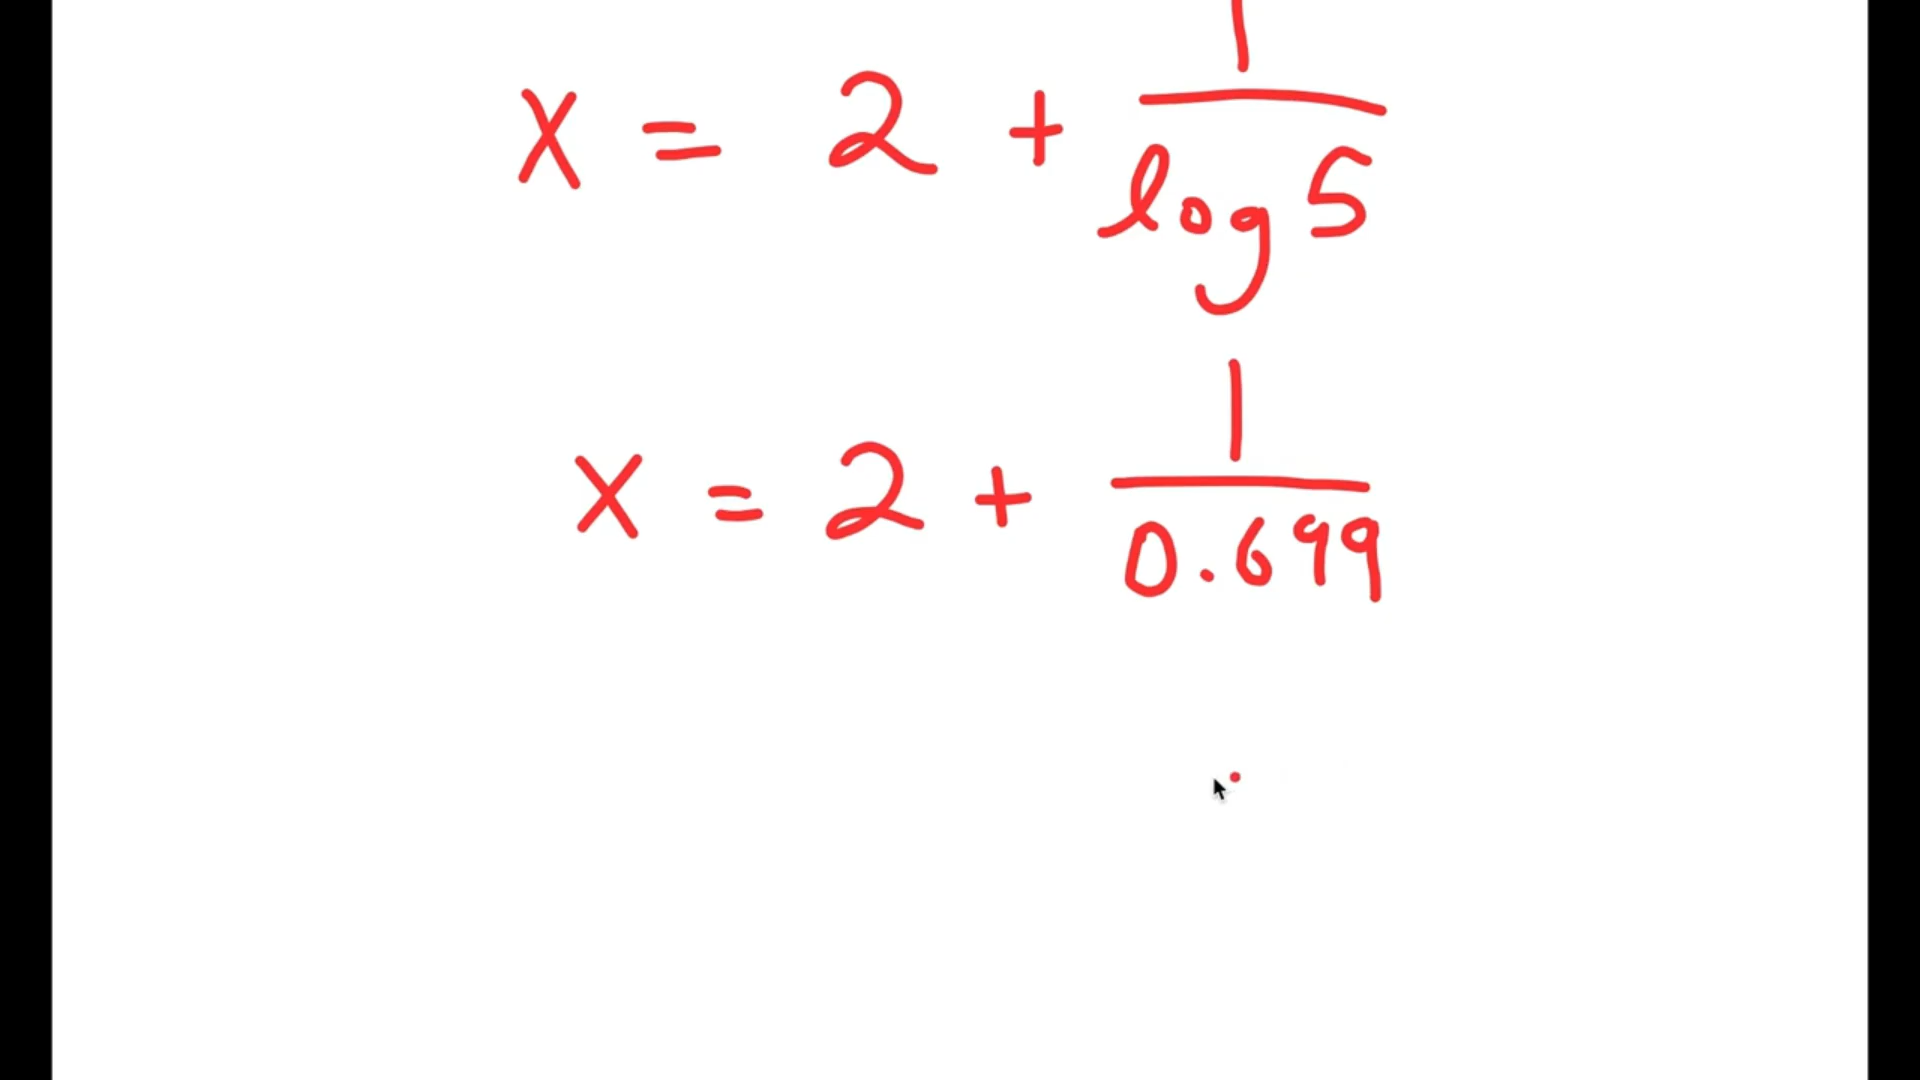 x = 2 + 1/log 5
x = 2 + 1/0.699